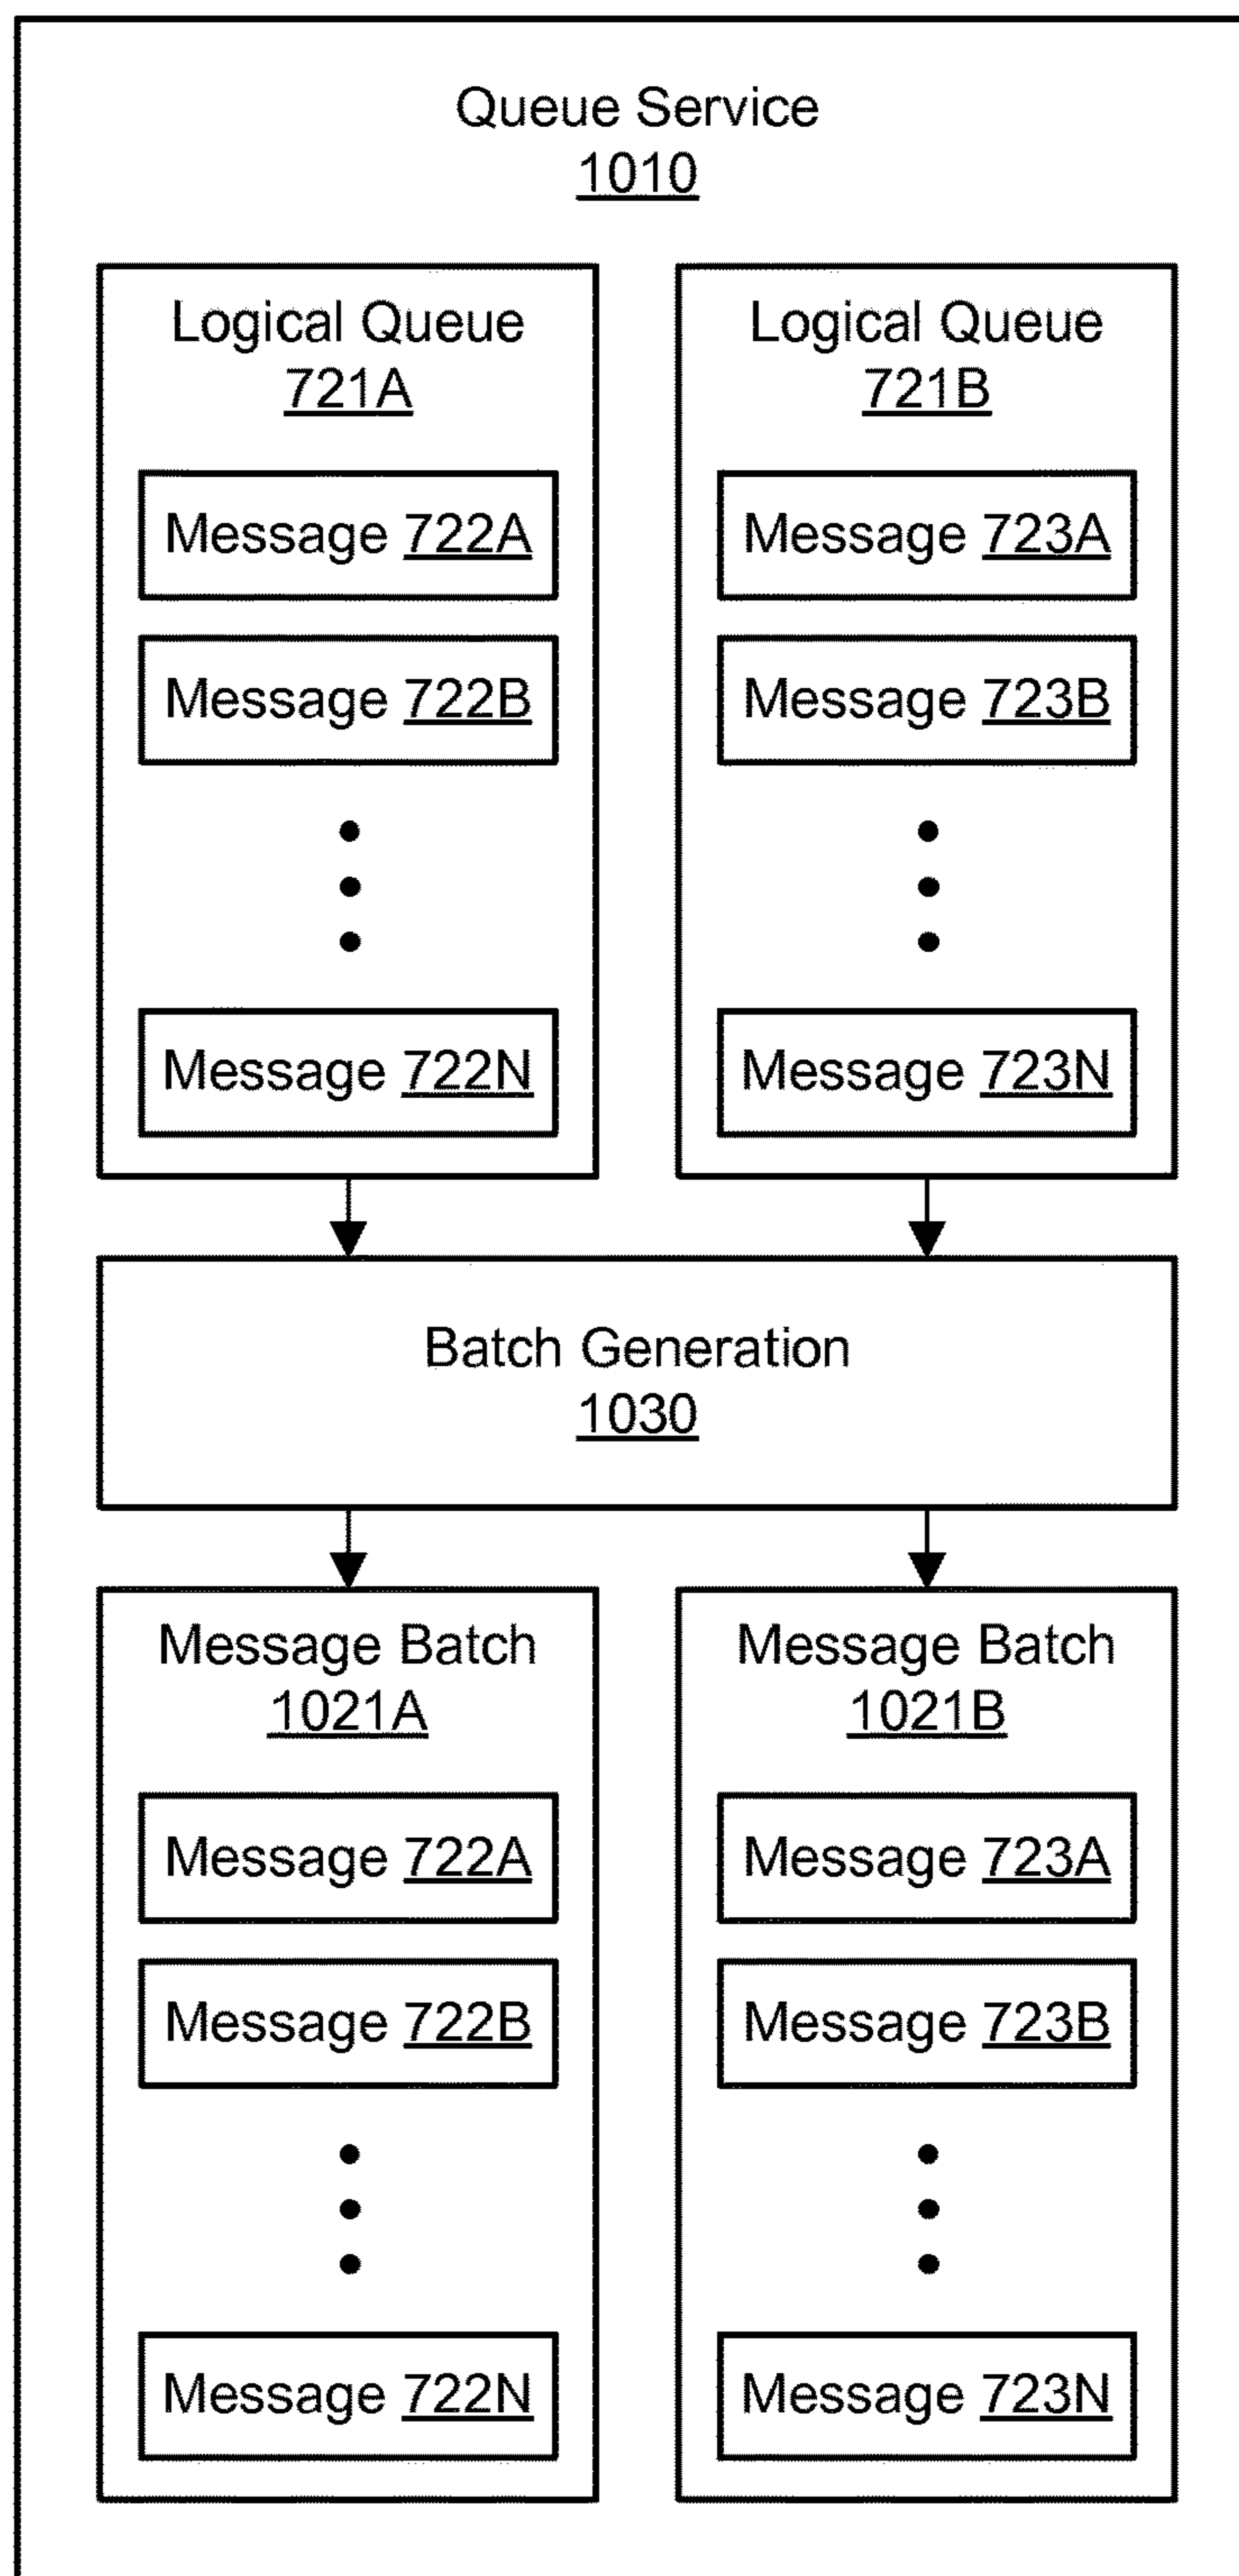 Queue Service
1010
Logical Queue
721A
Message 722A
Message 722B
Message 722N
Logical Queue
721B
Message 723A
Message 723B
Message 723N
Batch Generation
1030
Message Batch
1021A
Message 722A
Message 722B
Message 722N
Message Batch
1021B
Message 723A
Message 723B
Message 723N